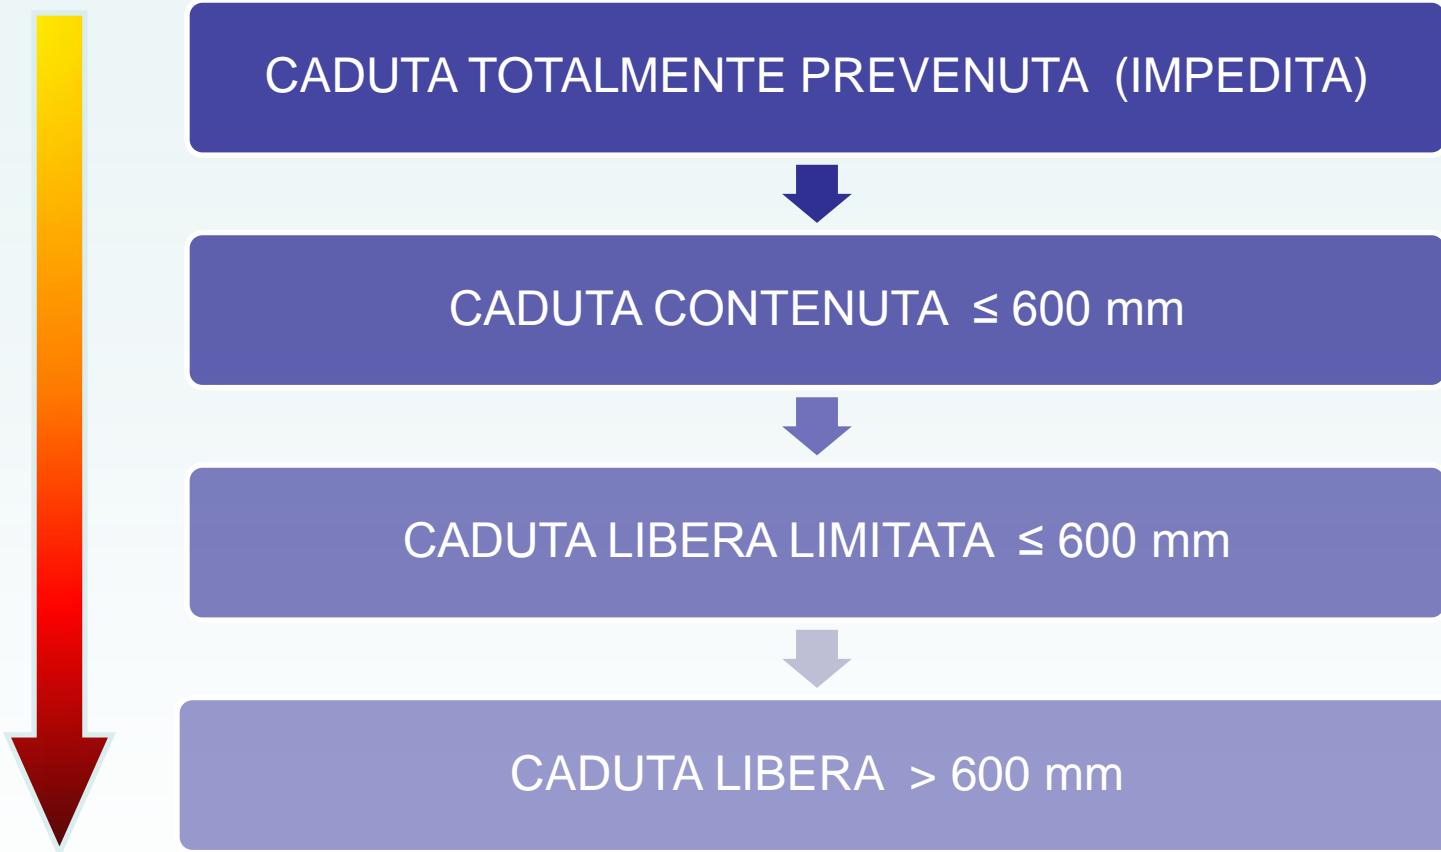 CADUTA TOTALMENTE PREVENUTA (IMPEDITA)
CADUTA CONTENUTA ≤ 600 mm
CADUTA LIBERA LIMITATA ≤ 600 mm
CADUTA LIBERA > 600 mm